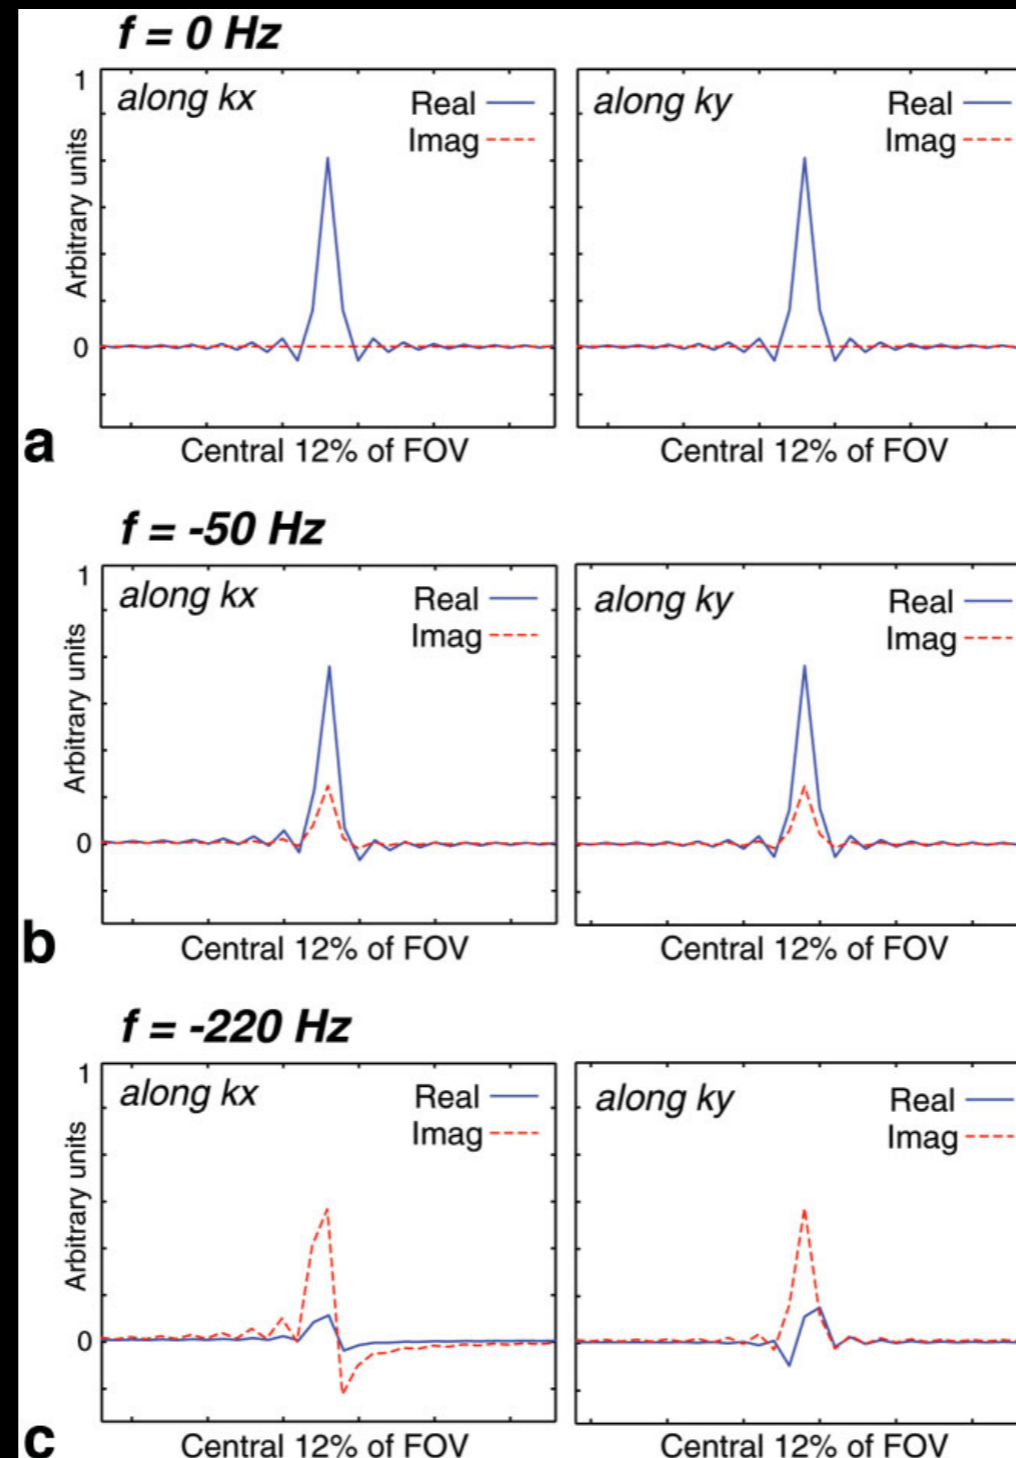 f = 0 Hz
1
along kx
Real
Imag
along ky
Real
Imag
Arbitrary units
0
a
Central 12% of FOV
Central 12% of FOV
f = -50 Hz
1
along kx
Real
Imag
along ky
Real
Imag
Arbitrary units
0
b
Central 12% of FOV
Central 12% of FOV
f = -220 Hz
1
along kx
Real
Imag
along ky
Real
Imag
Arbitrary units
0
c
Central 12% of FOV
Central 12% of FOV